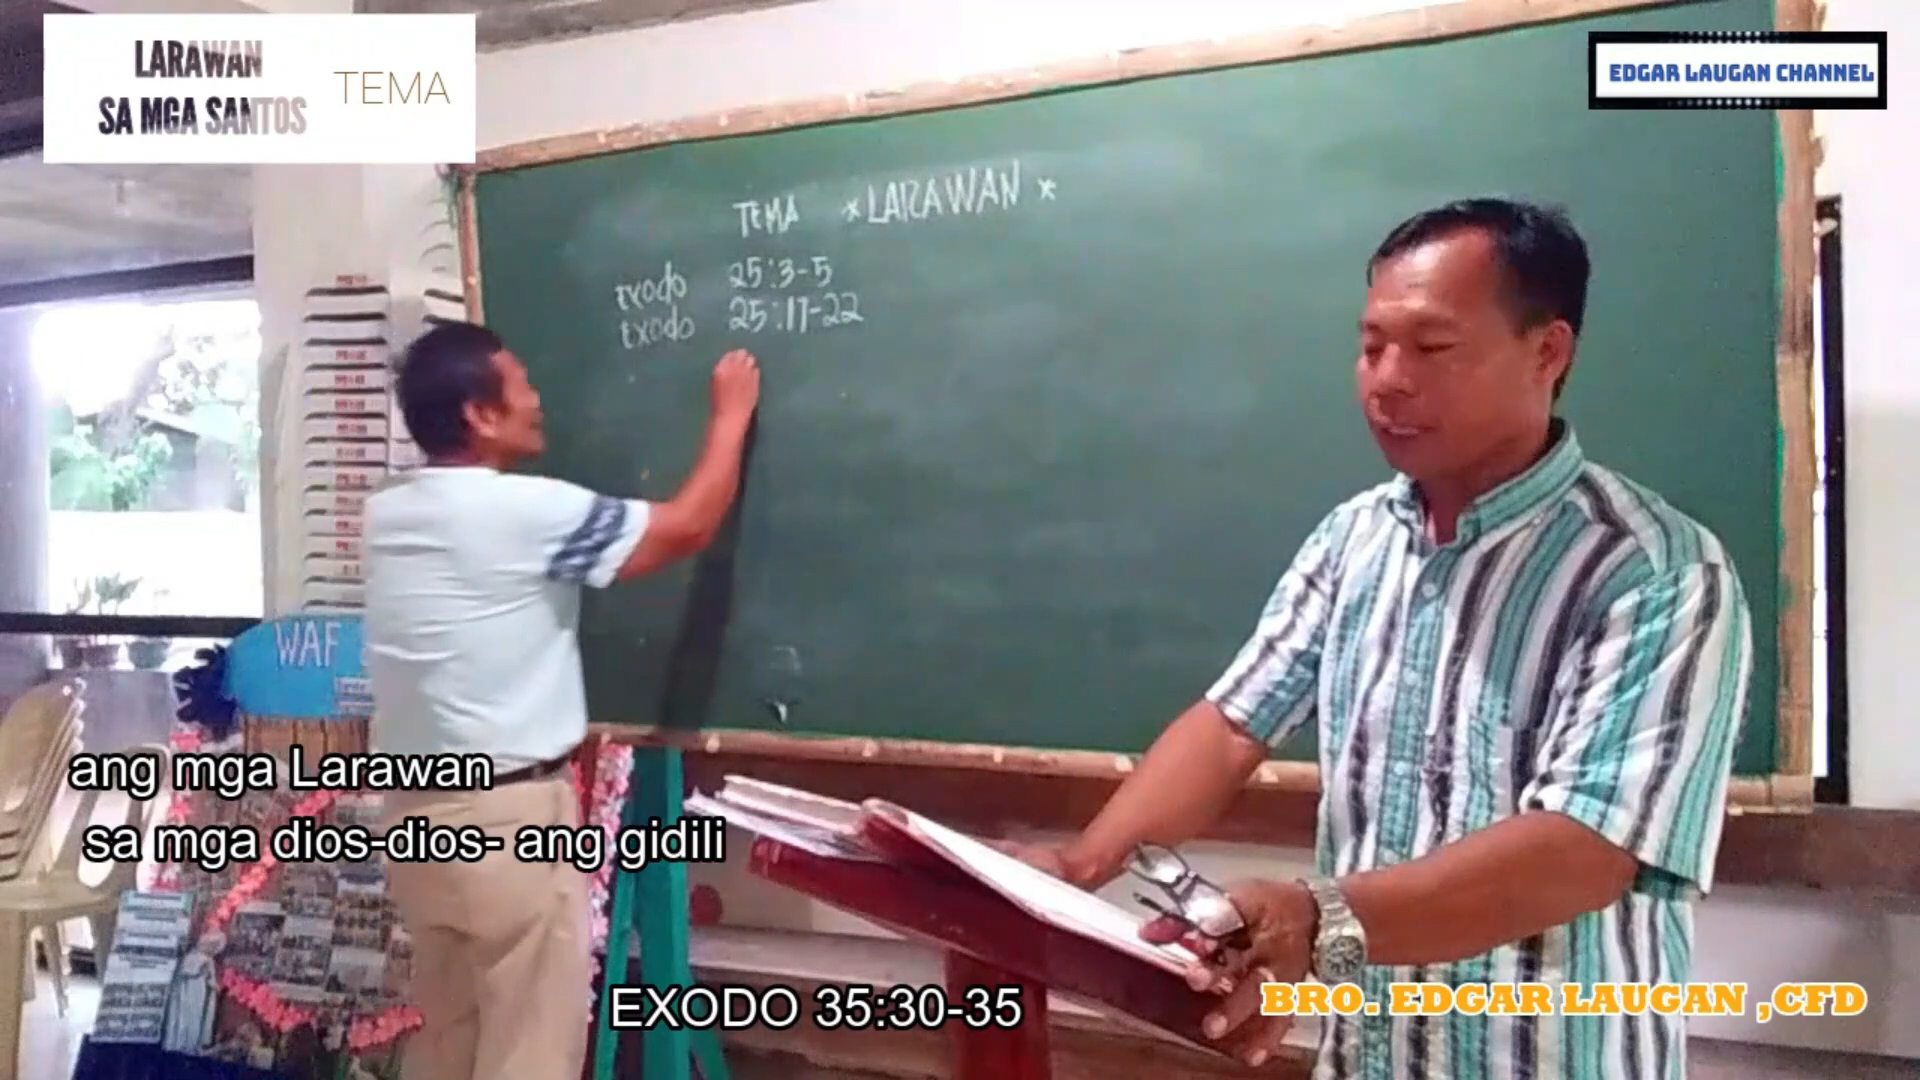 LARAWAN
SA MGA SANTOS
TEMA
EDGAR LAUGAN CHANNEL
TEMA *LARAWAN*
EXODO 25:3-5
EXODO 25:17-22
WAF
ang mga Larawan
sa mga dios-dios- ang gidili
EXODO 35:30-35
BRO. EDGAR LAUGAN ,CFD